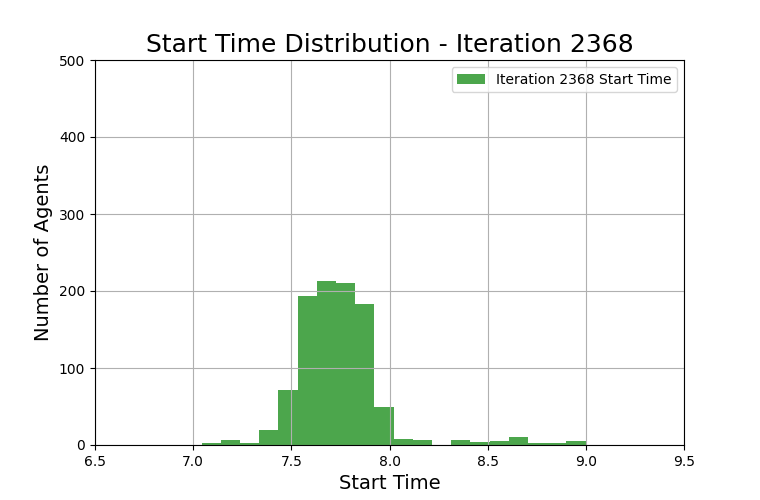 Start Time Distribution - Iteration 2368
Iteration 2368 Start Time
Number of Agents
500
400
300
200
100
0
6.5 7.0 7.5 8.0 8.5 9.0 9.5
Start Time